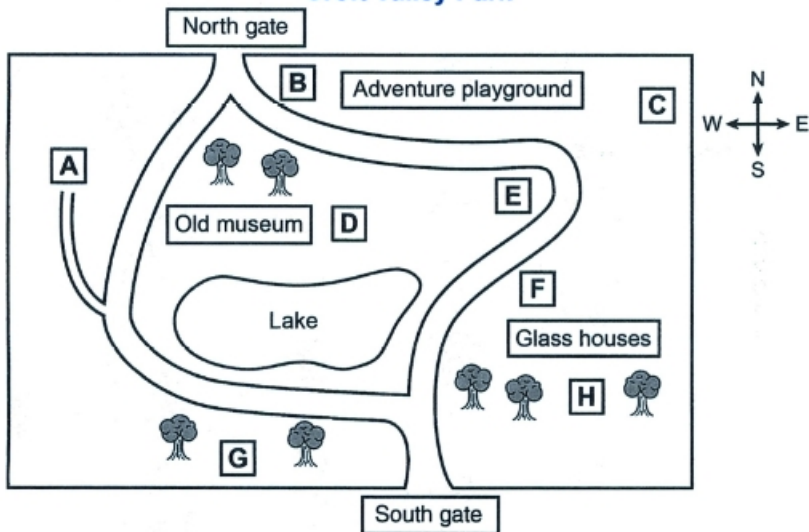 North gate
B
Adventure playground
C
N
W
E
S
A
E
Old museum
D
F
Lake
Glass houses
H
G
South gate